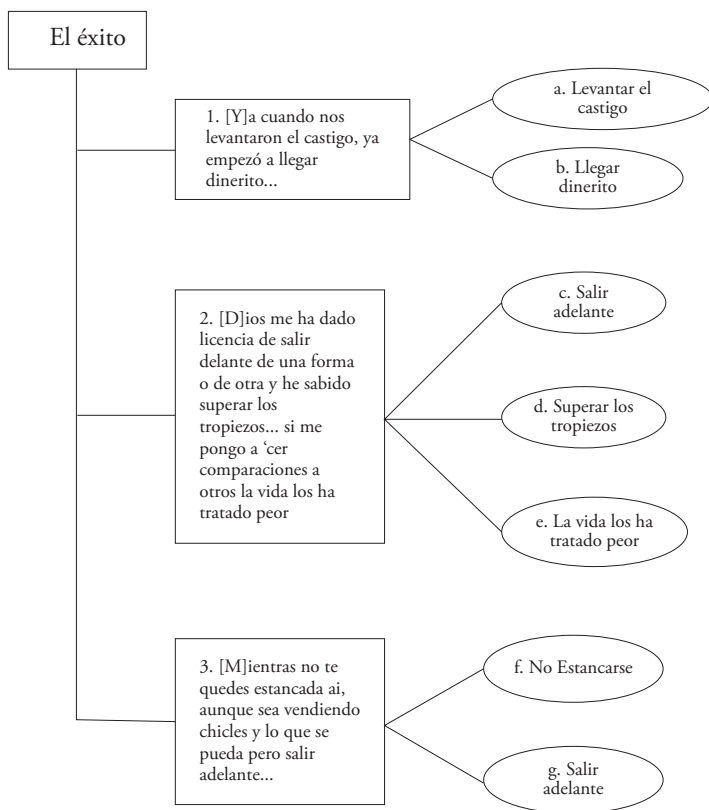 El éxito
1. [Y]a cuando nos
levantaron el castigo, ya
empezó a llegar
dinerito...
a. Levantar el
castigo
b. Llegar
dinerito
2. [D]ios me ha dado
licencia de salir
delante de una forma
o de otra y he sabido
superar los
tropiezos... si me
pongo a ‘cer
comparaciones a
otros la vida los ha
tratado peor
c. Salir
adelante
d. Superar los
tropiezos
e. La vida los ha
tratado peor
3. [M]ientras no te
quedes estancada ai,
aunque sea vendiendo
chicles y lo que se
pueda pero salir
adelante...
f. No Estancarse
g. Salir
adelante